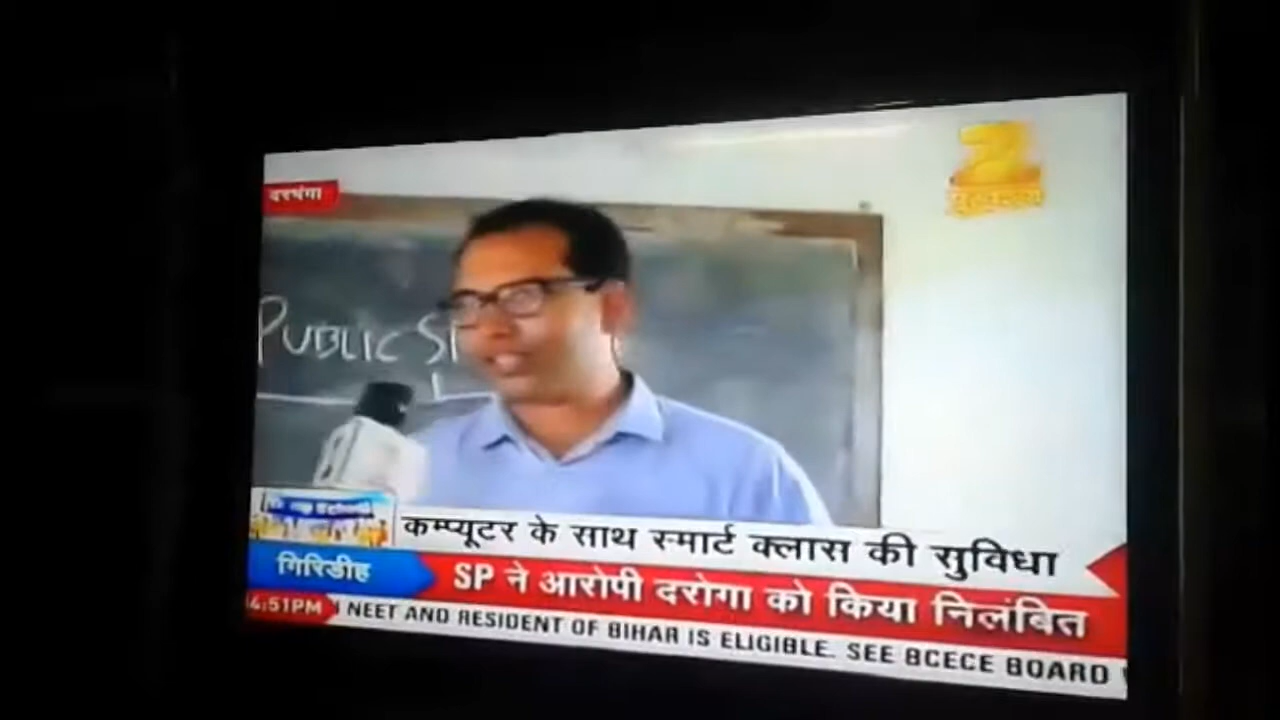 दरभंगा
PUBLIC
कम्प्यूटर के साथ स्मार्ट क्लास की सुविधा
गिरिडीह
SP ने आरोपी दरोगा को किया निलंबित
4:51PM
NEET AND RESIDENT OF BIHAR IS ELIGIBLE. SEE BCECE BOARD